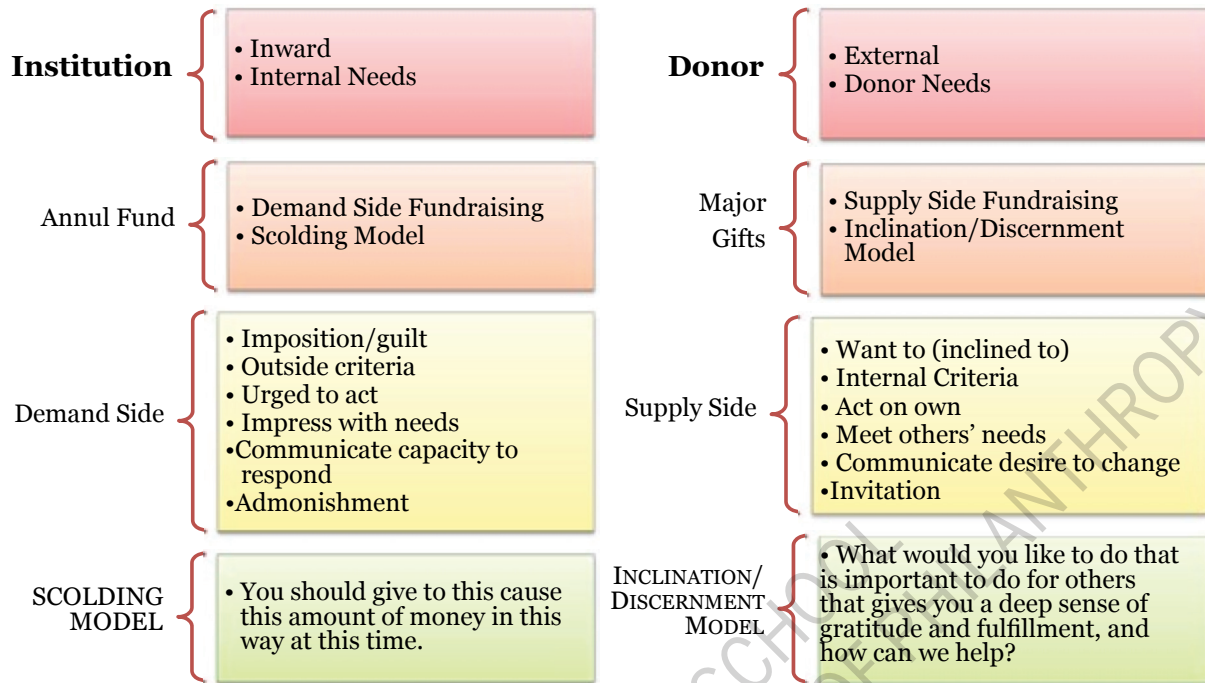 Institution
• Inward
• Internal Needs
Donor
• External
• Donor Needs
Annul Fund
• Demand Side Fundraising
• Scolding Model
Major
Gifts
• Supply Side Fundraising
• Inclination/Discernment
Model
Demand Side
• Imposition/guilt
• Outside criteria
• Urged to act
• Impress with needs
•Communicate capacity to
respond
•Admonishment
Supply Side
• Want to (inclined to)
• Internal Criteria
• Act on own
• Meet others’ needs
• Communicate desire to change
•Invitation
SCOLDING
MODEL
• You should give to this cause
this amount of money in this
way at this time.
INCLINATION/
DISCERNMENT
MODEL
• What would you like to do that
is important to do for others
that gives you a deep sense of
gratitude and fulfillment, and
how can we help?
SCHOOL
OF PHILANTHROPY